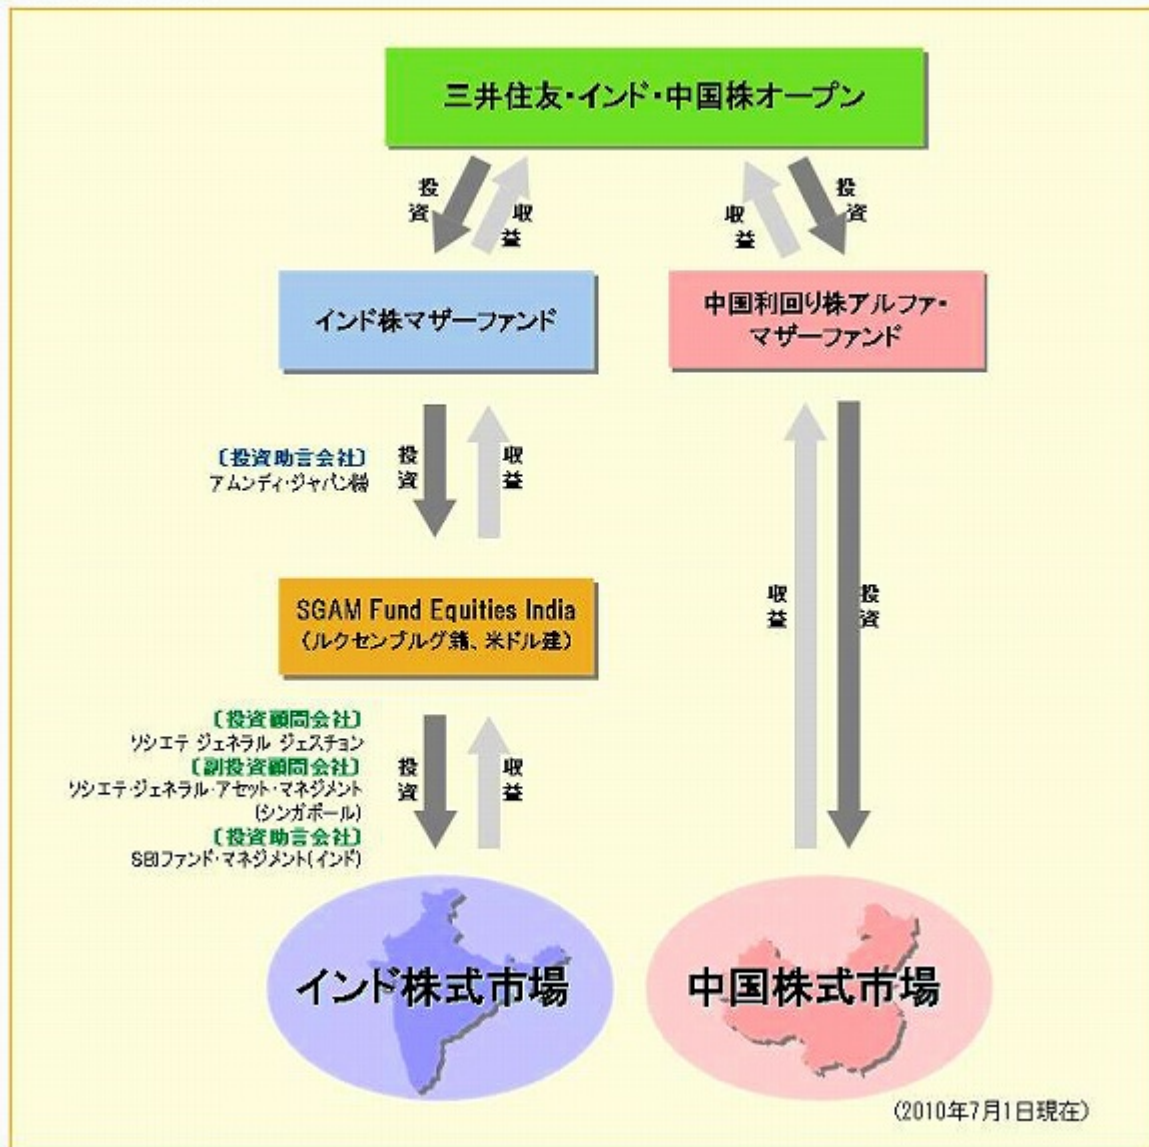 三井住友・インド・中国株オープン
投資
収益
収益
投資
インド株マザーファンド
中国利回り株アルファ・
マザーファンド
〔投資助言会社〕
アムンディ・ジャパン㈱
投資
収益
SGAM Fund Equities India
(ルクセンブルグ籍、米ドル建)
収益
投資
〔投資顧問会社〕
ソシエテ ジェネラル ジェスチョン
〔副投資顧問会社〕
ソシエテ・ジェネラル・アセット・マネジメント
(シンガポール)
〔投資助言会社〕
SBIファンド・マネジメント(インド)
投資
収益
インド株式市場
中国株式市場
(2010年7月1日現在)